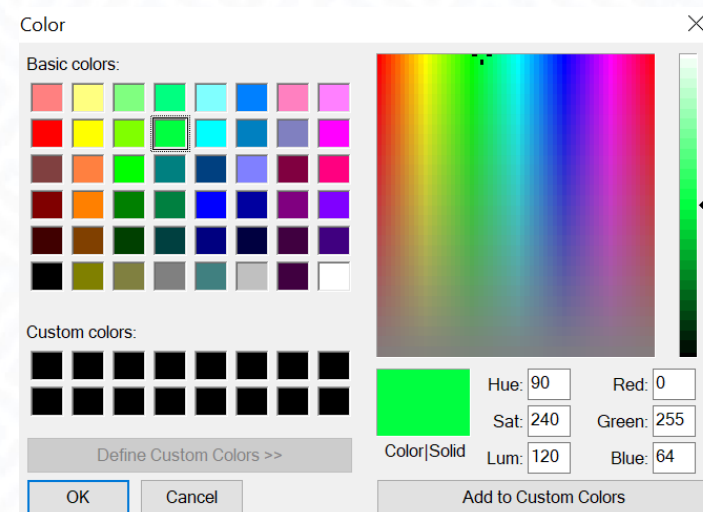 Color
Basic colors:
Custom colors:
Define Custom Colors >>
OK Cancel
Color|Solid
Hue: 90 Red: 0
Sat: 240 Green: 255
Lum: 120 Blue: 64
Add to Custom Colors